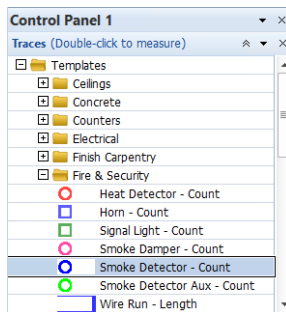 Control Panel 1
Traces (Double-click to measure)
Templates
Ceilings
Concrete
Counters
Electrical
Finish Carpentry
Fire & Security
Heat Detector - Count
Horn - Count
Signal Light - Count
Smoke Damper - Count
Smoke Detector - Count
Smoke Detector Aux - Count
Wire Run - Length